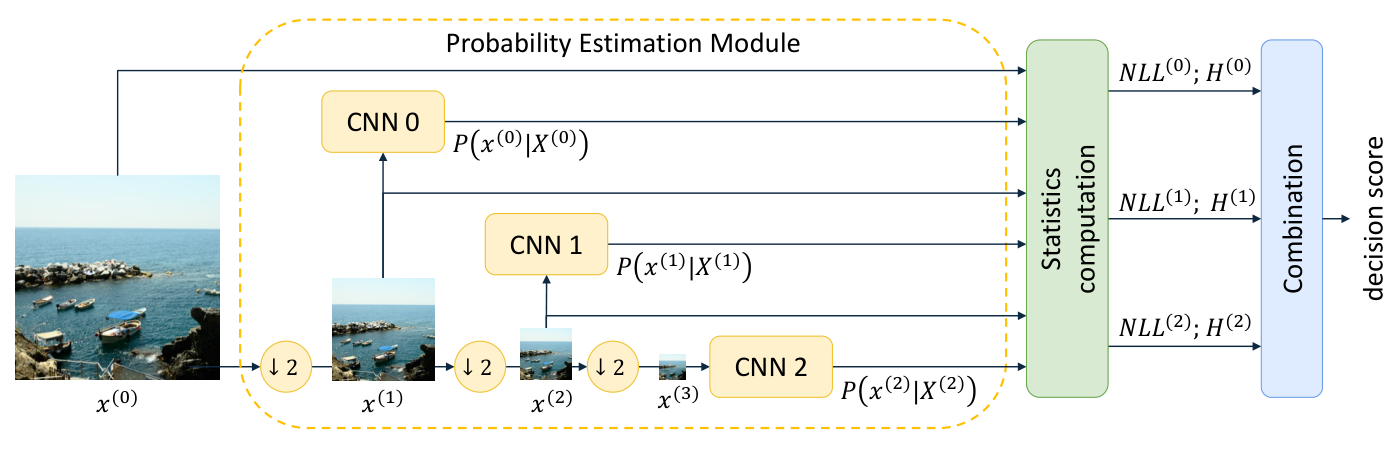 Probability Estimation Module
CNN 0
P(x^(0)|X^(0))
CNN 1
P(x^(1)|X^(1))
CNN 2
P(x^(2)|X^(2))
↓2
↓2
↓2
x^(0)
x^(1)
x^(2)
x^(3)
Statistics
computation
NLL^(0); H^(0)
NLL^(1); H^(1)
NLL^(2); H^(2)
Combination
decision score